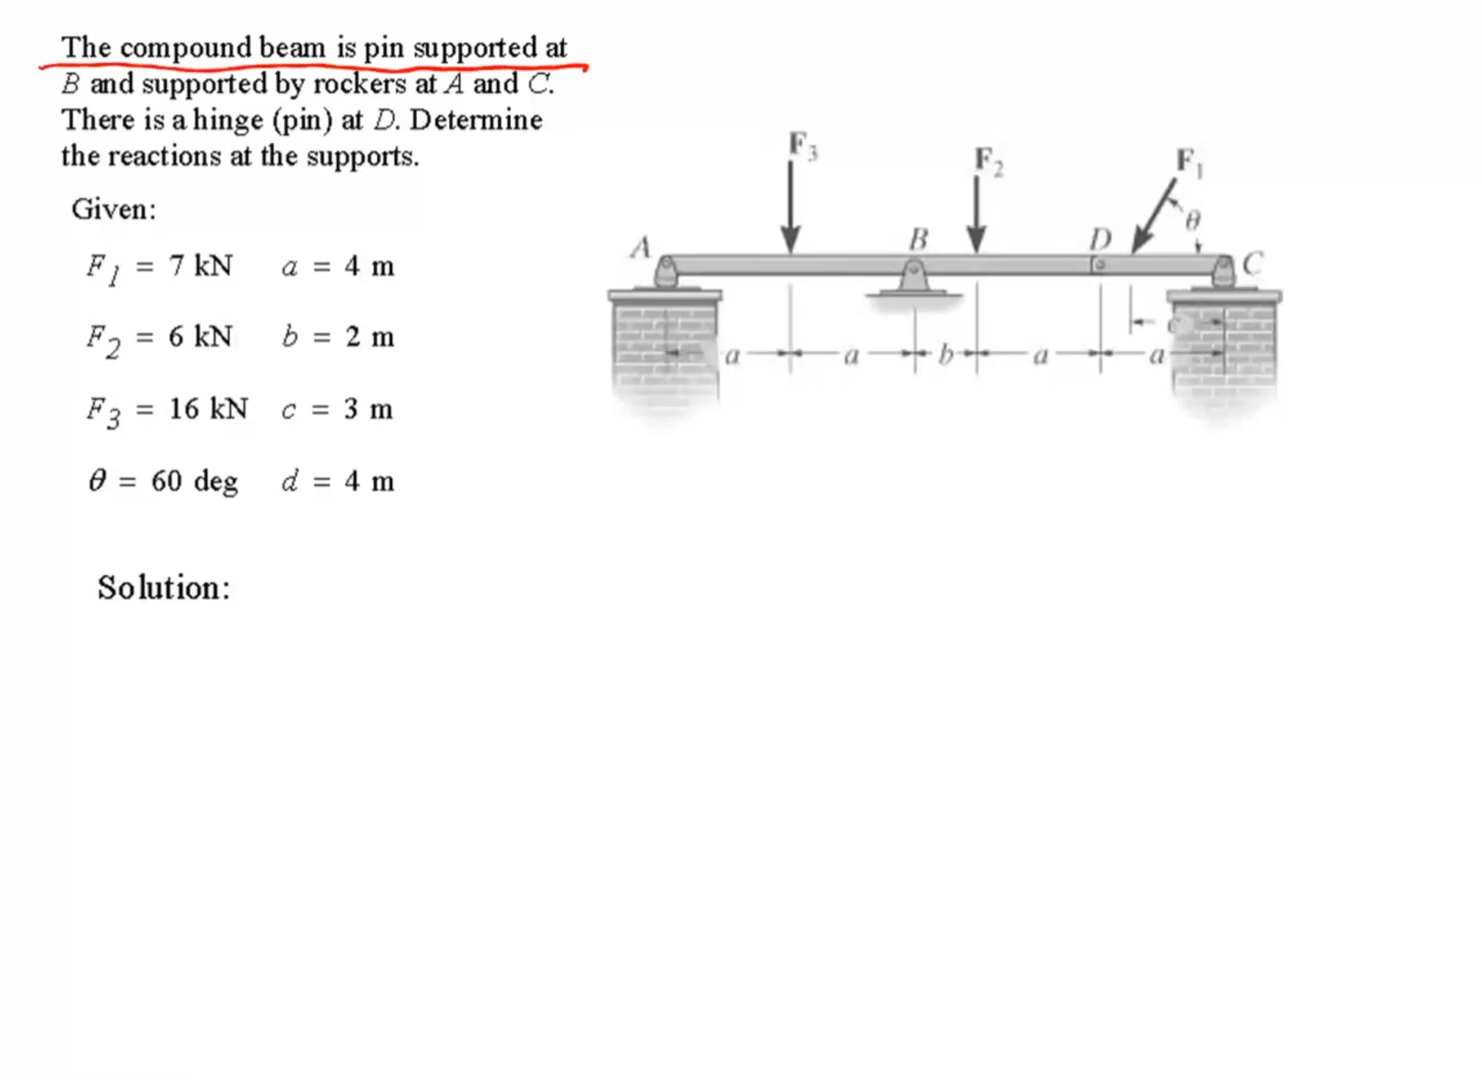 The compound beam is pin supported at
B and supported by rockers at A and C.
There is a hinge (pin) at D. Determine
the reactions at the supports.
Given:
F1 = 7 kN a = 4 m
F2 = 6 kN b = 2 m
F3 = 16 kN c = 3 m
θ = 60 deg d = 4 m
Solution:
F3
F2
F1
θ
A
B
D
C
c
a a b a a